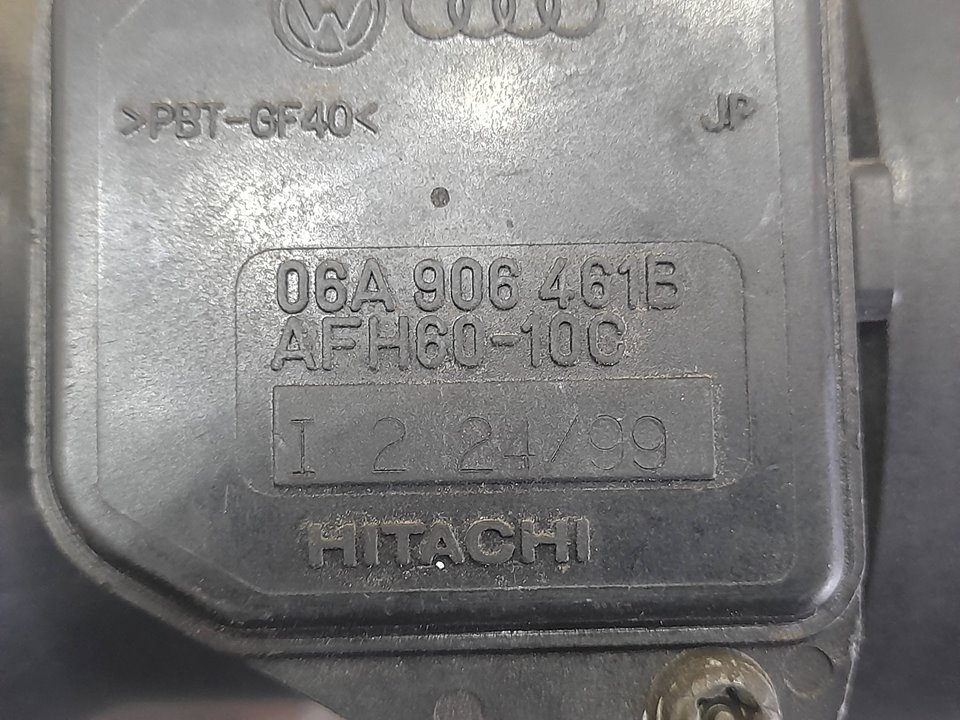 >PBT-GF40< JP
06A 906 461B
AFH60-10C
I 2 24/99
HITACHI